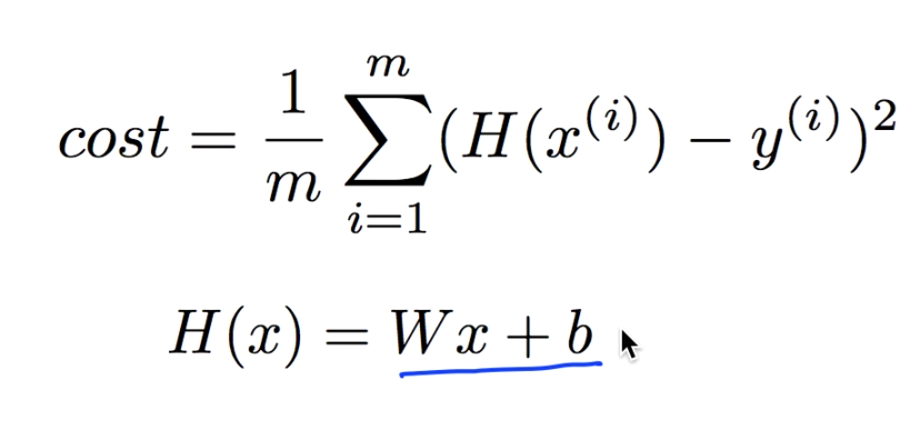 cost = \frac{1}{m} \sum_{i=1}^{m} (H(x^{(i)}) - y^{(i)})^2
H(x) = Wx + b